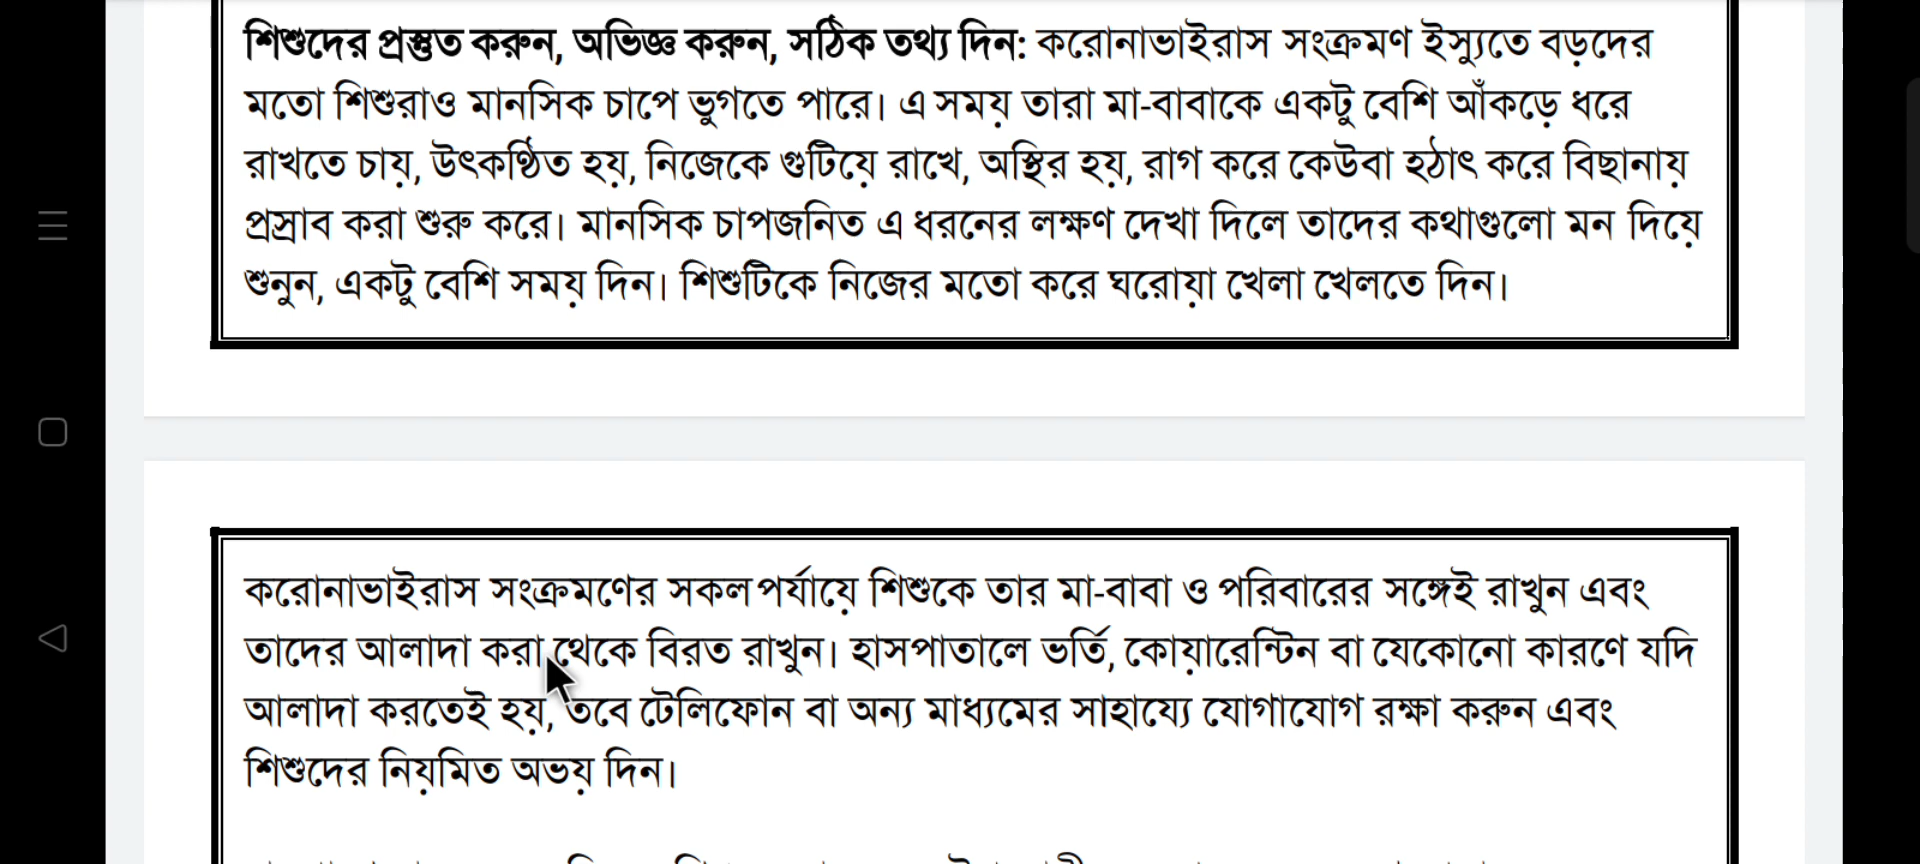 শিশুদের প্রস্তুত করুন, অভিজ্ঞ করুন, সঠিক তথ্য দিন: করোনাভাইরাস সংক্রমণ ইস্যুতে বড়দের
মতো শিশুরাও মানসিক চাপে ভুগতে পারে। এ সময় তারা মা-বাবাকে একটু বেশি আঁকড়ে ধরে
রাখতে চায়, উৎকণ্ঠিত হয়, নিজেকে গুটিয়ে রাখে, অস্থির হয়, রাগ করে কেউবা হঠাৎ করে বিছানায়
প্রস্রাব করা শুরু করে। মানসিক চাপজনিত এ ধরনের লক্ষণ দেখা দিলে তাদের কথাগুলো মন দিয়ে
শুনুন, একটু বেশি সময় দিন। শিশুটিকে নিজের মতো করে ঘরোয়া খেলা খেলতে দিন।
করোনাভাইরাস সংক্রমণের সকল পর্যায়ে শিশুকে তার মা-বাবা ও পরিবারের সঙ্গেই রাখুন এবং
তাদের আলাদা করা থেকে বিরত রাখুন। হাসপাতালে ভর্তি, কোয়ারেন্টিন বা যেকোনো কারণে যদি
আলাদা করতেই হয়, তবে টেলিফোন বা অন্য মাধ্যমের সাহায্যে যোগাযোগ রক্ষা করুন এবং
শিশুদের নিয়মিত অভয় দিন।